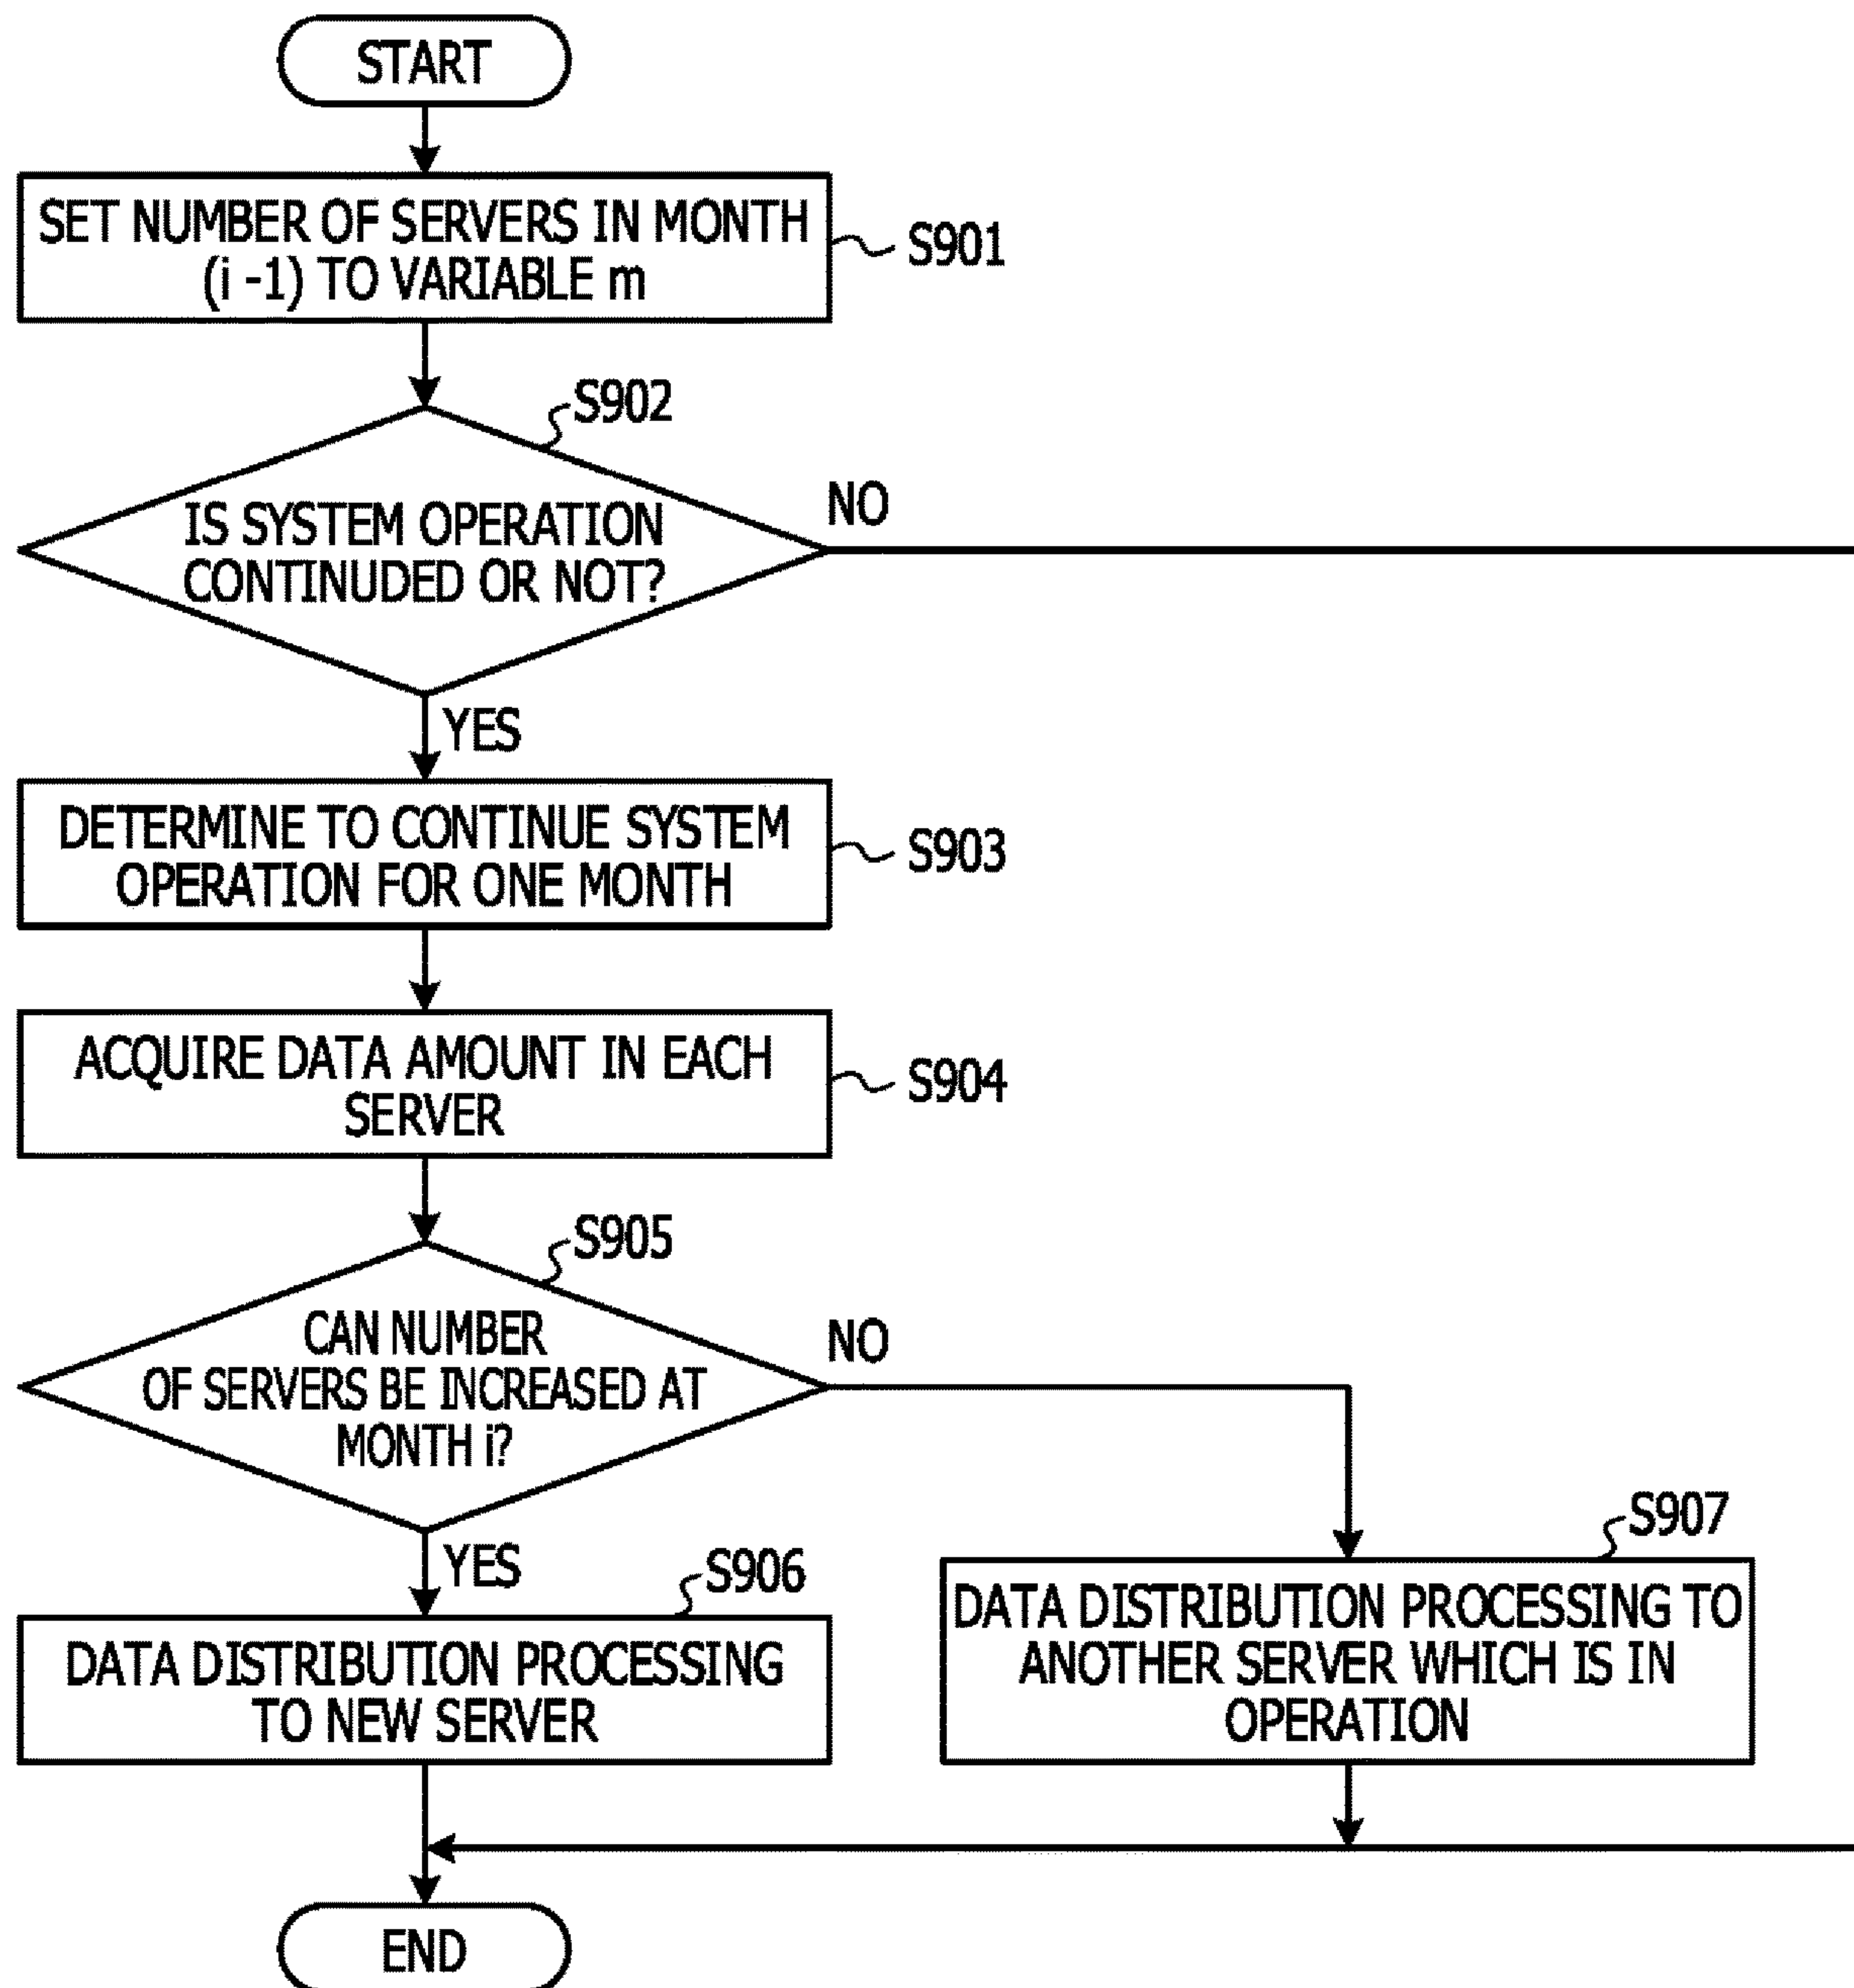 START
SET NUMBER OF SERVERS IN MONTH
(i -1) TO VARIABLE m
S901
S902
IS SYSTEM OPERATION
CONTINUDED OR NOT?
NO
YES
DETERMINE TO CONTINUE SYSTEM
OPERATION FOR ONE MONTH
S903
ACQUIRE DATA AMOUNT IN EACH
SERVER
S904
S905
CAN NUMBER
OF SERVERS BE INCREASED AT
MONTH i?
NO
YES
S906
DATA DISTRIBUTION PROCESSING
TO NEW SERVER
S907
DATA DISTRIBUTION PROCESSING TO
ANOTHER SERVER WHICH IS IN
OPERATION
END